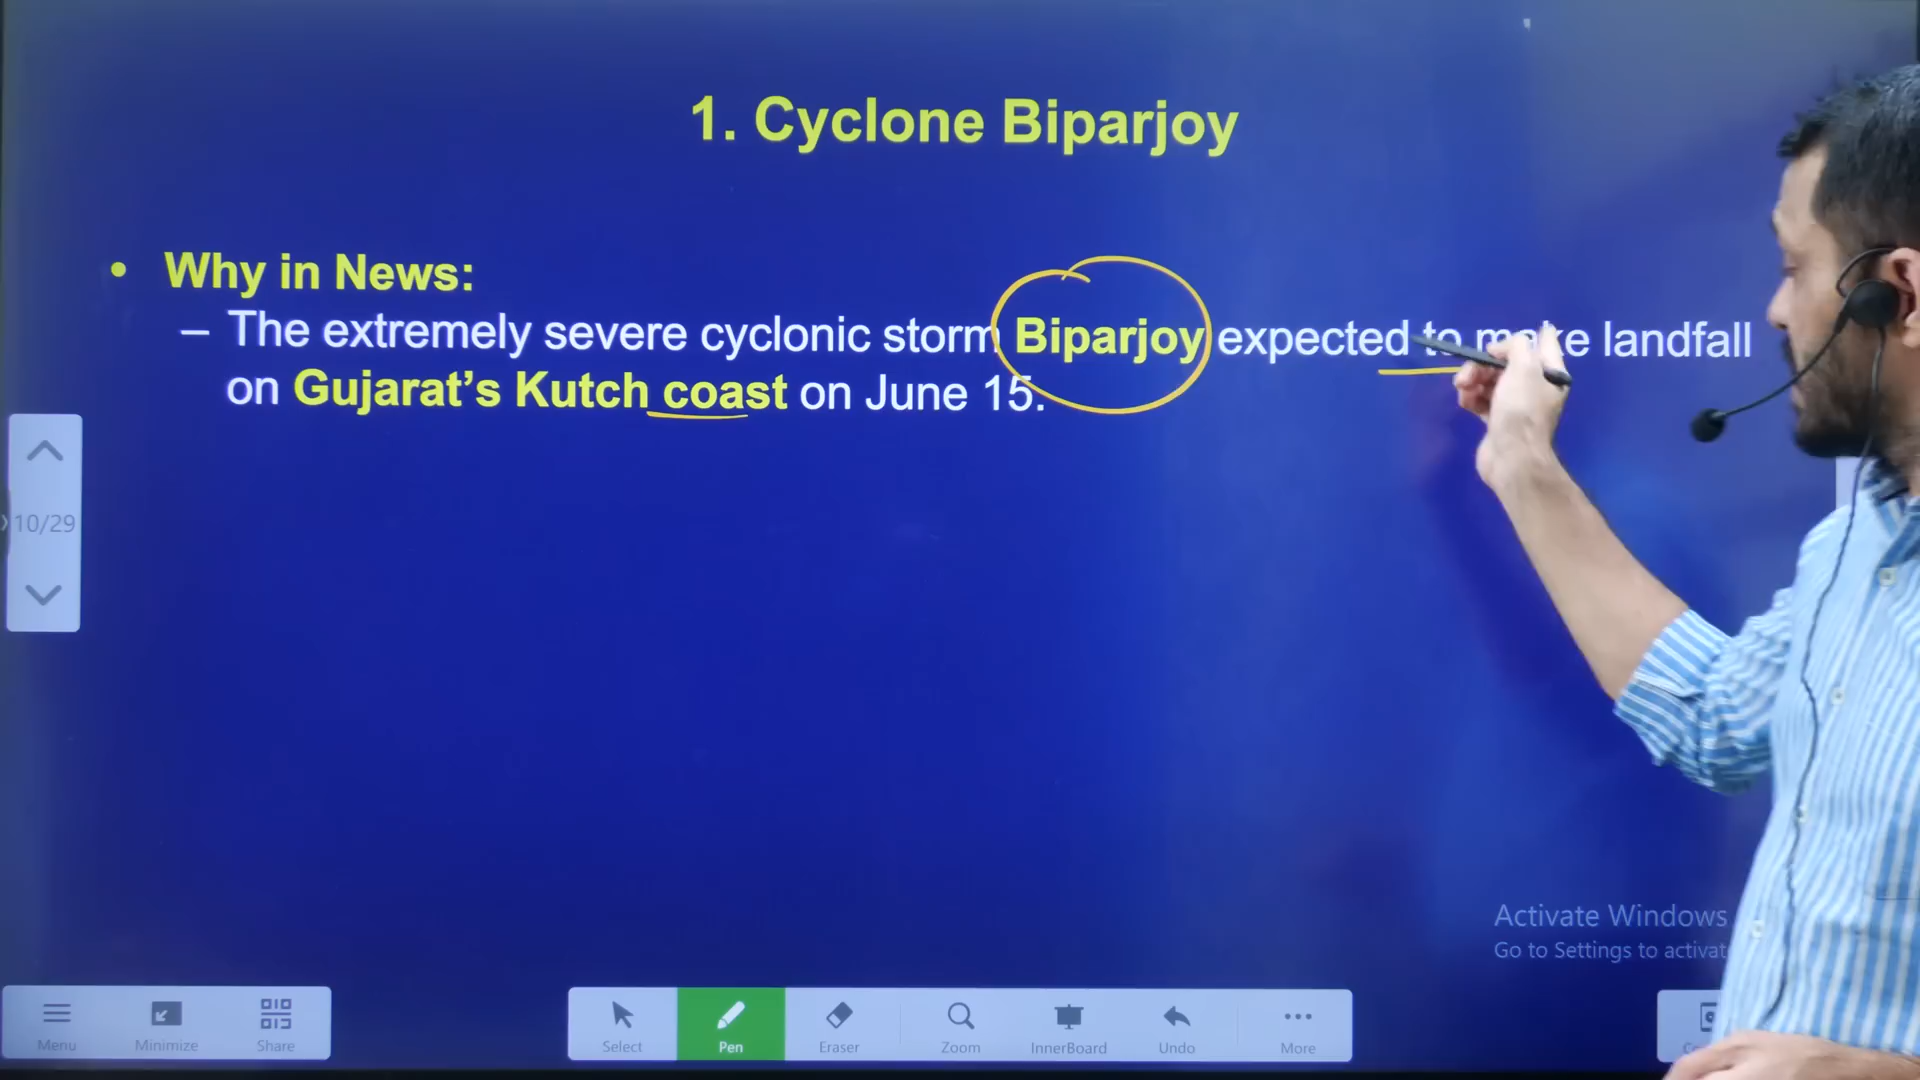 1. Cyclone Biparjoy
• Why in News:
– The extremely severe cyclonic storm Biparjoy expected to make landfall
on Gujarat’s Kutch coast on June 15.
10/29
Activate Windows
Go to Settings to
Menu
Minimize
Share
Select
Pen
Eraser
Zoom
InnerBoard
Undo
More